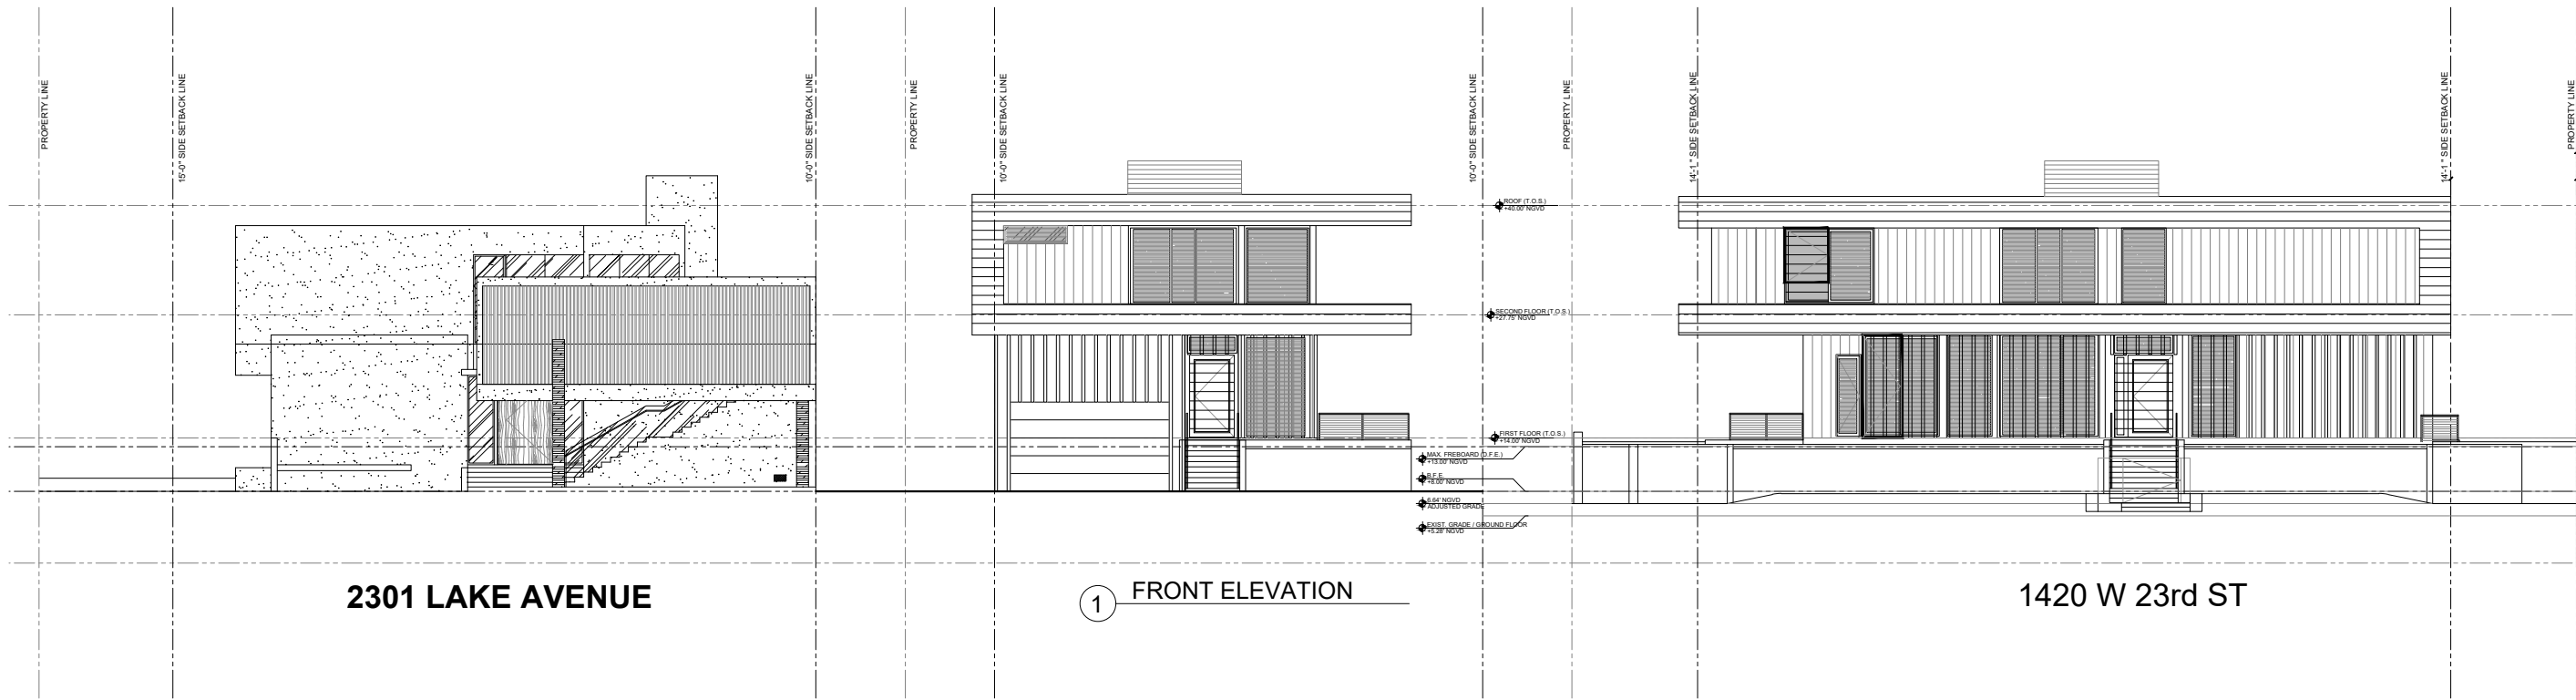 PROPERTY LINE
15'-0" SIDE SETBACK LINE
10'-0" SIDE SETBACK LINE
PROPERTY LINE
10'-0" SIDE SETBACK LINE
10'-0" SIDE SETBACK LINE
PROPERTY LINE
14'-1" SIDE SETBACK LINE
14'-1" SIDE SETBACK LINE
PROPERTY LINE
ROOF (T.O.S.)
+40.00' NGVD
SECOND FLOOR (T.O.S.)
+27.75' NGVD
FIRST FLOOR (T.O.S.)
+14.00' NGVD
MAX. FREBOARD (D.F.E.)
+13.00' NGVD
B.F.E.
+8.00' NGVD
6.64' NGVD
ADJUSTED GRADE
EXIST. GRADE / GROUND FLOOR
+5.28' NGVD
2301 LAKE AVENUE
1 FRONT ELEVATION
1420 W 23rd ST